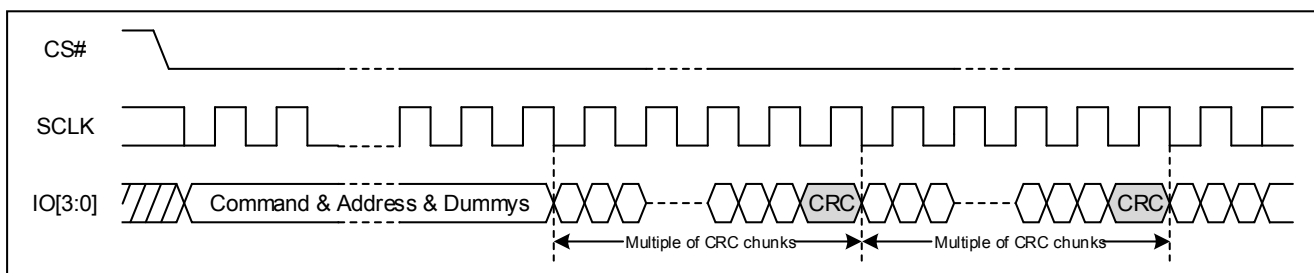 CS#
SCLK
IO[3:0]
Command & Address & Dummys
CRC
CRC
Multiple of CRC chunks
Multiple of CRC chunks